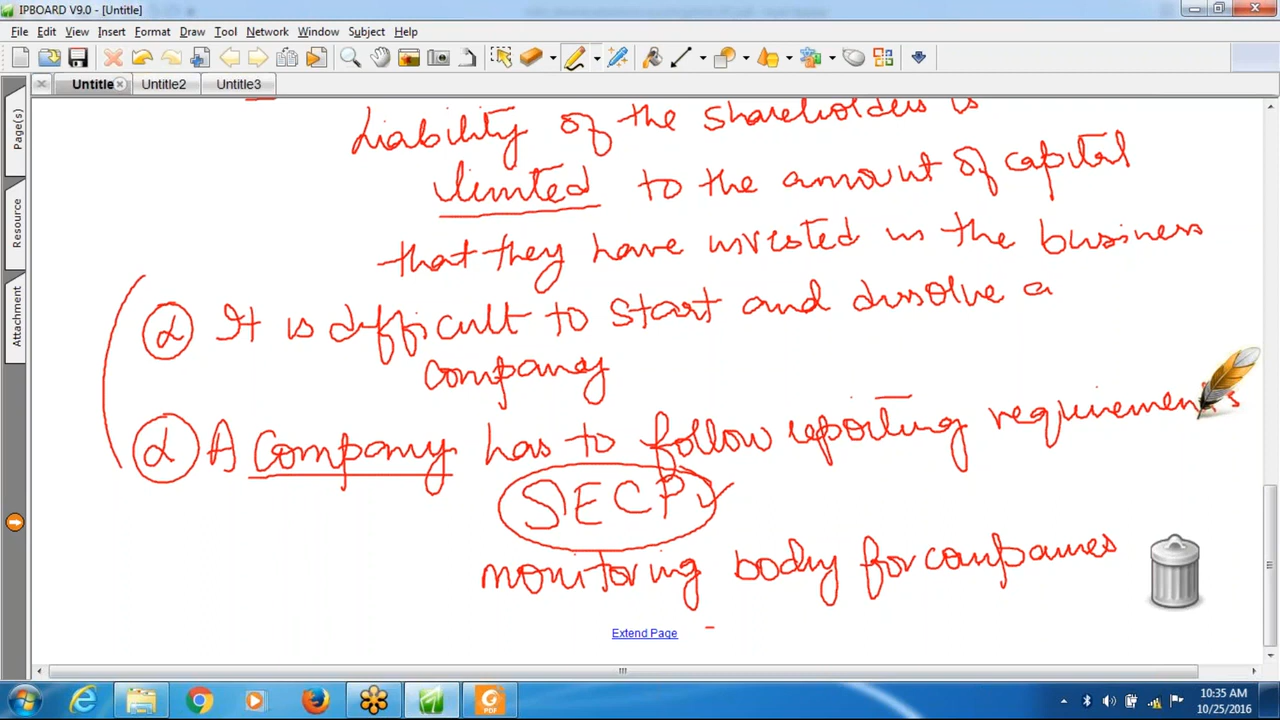 IPBOARD V9.0 - [Untitle]
File Edit View Insert Format Draw Tool Network Window Subject Help
Untitle Untitle2 Untitle3
Page(s)
Resource
Attachment
Liability of the shareholders is
limited to the amount of capital
that they have invested in the business
2 It is difficult to start and dissolve a
company
2 A Company has to follow reporting requirements
SECP
monitoring body for companies
Extend Page
PDF
10:35 AM
10/25/2016